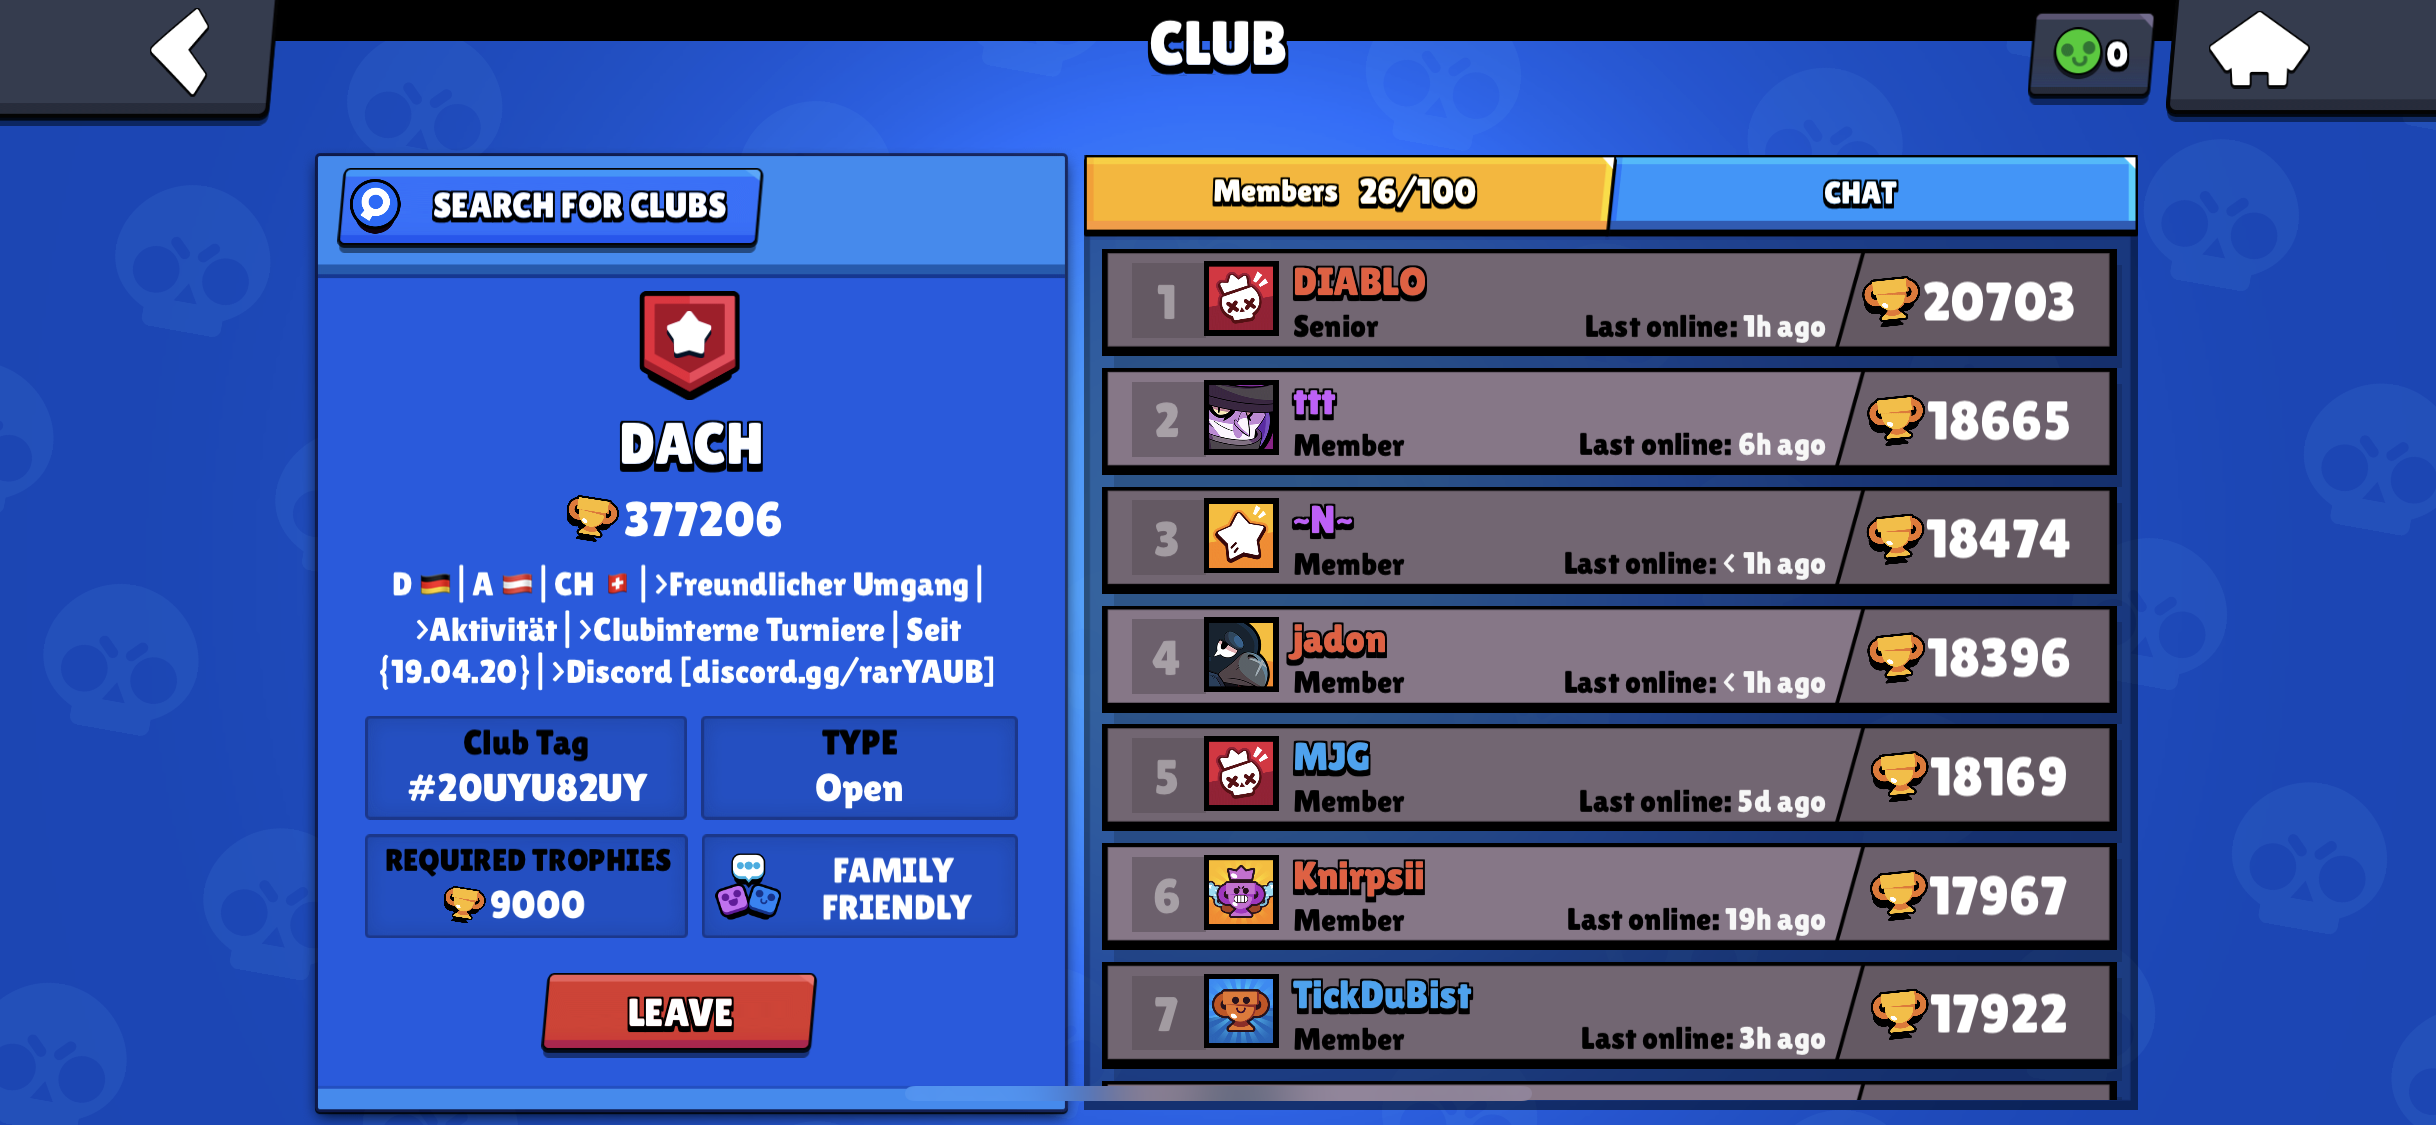 CLUB
0
SEARCH FOR CLUBS
DACH
377206
D 🇩🇪|A 🇦🇹|CH 🇨🇭|>Freundlicher Umgang|
>Aktivität|>Clubinterne Turniere|Seit
{19.04.20}|>Discord [discord.gg/rarYAUB]
Club Tag
#20UYU82UY
TYPE
Open
REQUIRED TROPHIES
9000
FAMILY
FRIENDLY
LEAVE
Members 26/100
CHAT
1
DIABLO
Senior
Last online: 1h ago
20703
2
†††
Member
Last online: 6h ago
18665
3
~N~
Member
Last online: < 1h ago
18474
4
jadon
Member
Last online: < 1h ago
18396
5
MJG
Member
Last online: 5d ago
18169
6
Knirpsii
Member
Last online: 19h ago
17967
7
TickDuBist
Member
Last online: 3h ago
17922